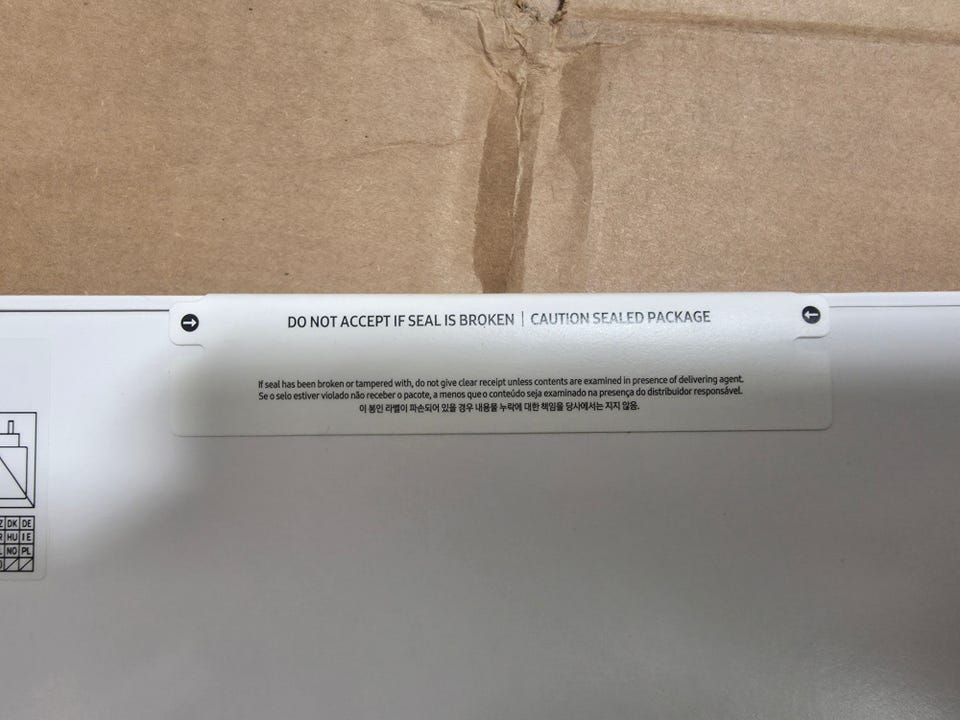 DO NOT ACCEPT IF SEAL IS BROKEN | CAUTION SEALED PACKAGE
If seal has been broken or tampered with, do not give clear receipt unless contents are examined in presence of delivering agent.
Se o selo estiver violado não receber o pacote, a menos que o conteúdo seja examinado na presença do distribuidor responsável.
이 봉인 라벨이 파손되어 있을 경우 내용물 누락에 대한 책임을 당사에서는 지지 않음.
DK DE
HU IE
NO PL